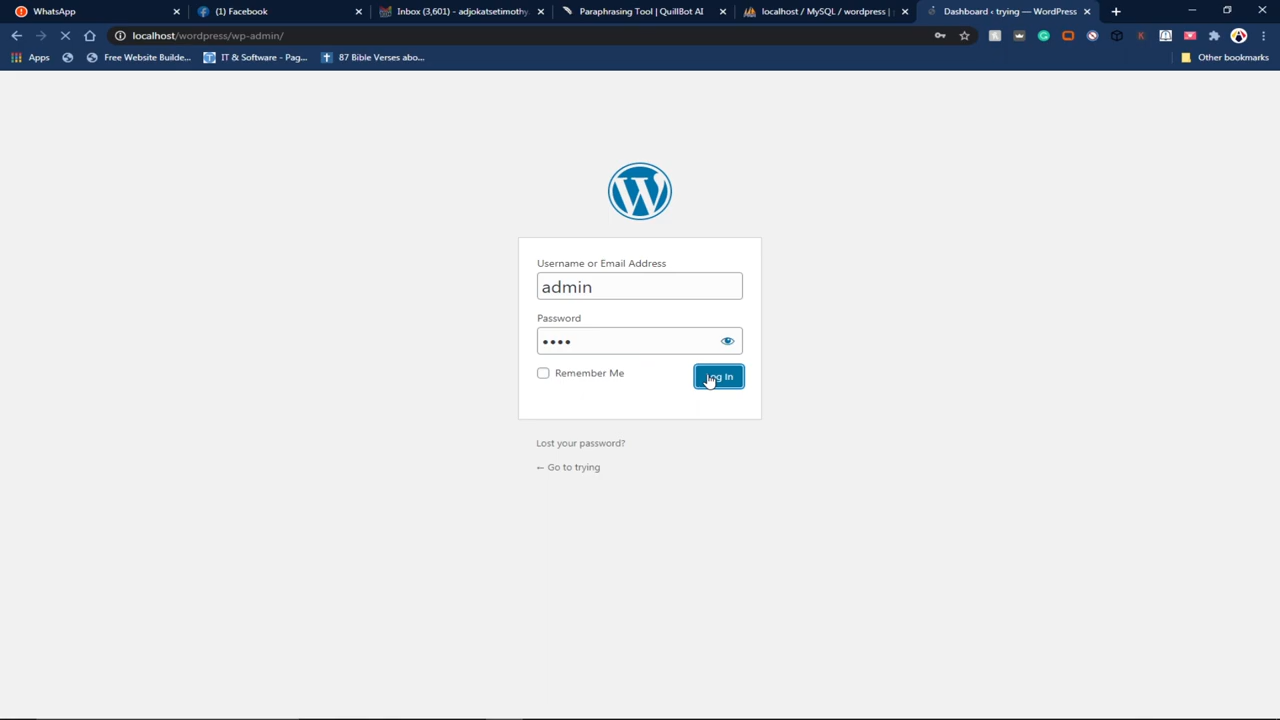 WhatsApp
(1) Facebook
Inbox (3,601) - adjokatsetimothy
Paraphrasing Tool | QuillBot AI
localhost / MySQL / wordpress |
Dashboard ‹ trying — WordPress
localhost/wordpress/wp-admin/
Apps
Free Website Builde...
IT & Software - Pag...
87 Bible Verses abo...
Other bookmarks
Username or Email Address
admin
Password
Remember Me
Log In
Lost your password?
← Go to trying